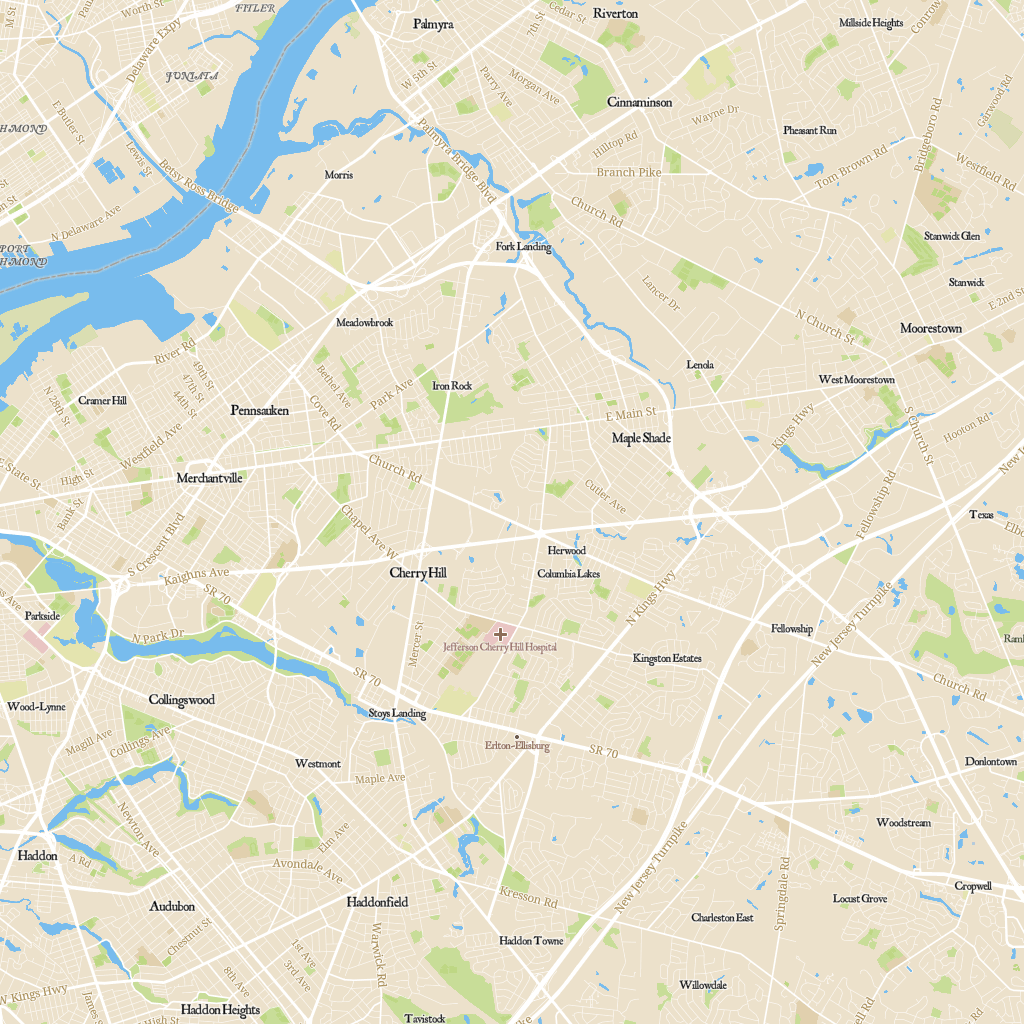 M St
Worth St
FITLER
Palmyra
7th St
Cedar St
Riverton
Millside Heights
Delaware Expy
JUNIATA
W 5th St
Parry Ave
Morgan Ave
Cinnaminson
Wayne Dr
Garwood Rd
E Butler St
Lewis St
Palmyra Bridge Blvd
Hilltop Rd
Pheasant Run
Bridgeboro Rd
Betsy Ross Bridge
Morris
Branch Pike
Tom Brown Rd
Westfield Rd
N Delaware Ave
Church Rd
Fork Landing
Stanwick Glen
Stanwick
Lancer Dr
E 2nd St
Meadowbrook
N Church St
Moorestown
River Rd
49th St
47th St
44th St
Bethel Ave
Park Ave
Iron Rock
Lenola
West Moorestown
N 28th St
Cramer Hill
Pennsauken
Cove Rd
E Main St
Maple Shade
Kings Hwy
S Church St
Hooton Rd
Westfield Ave
E State St
High St
Merchantville
Church Rd
Cutler Ave
Fellowship Rd
Bank St
S Crescent Blvd
Chapel Ave W
Texas
Herwood
Kaighns Ave
Cherry Hill
Columbia Lakes
SR 70
N Kings Hwy
New Jersey Turnpike
Parkside
N Park Dr
Mercer St
Jefferson Cherry Hill Hospital
Fellowship
Kingston Estates
SR 70
Church Rd
Collingswood
Wood-Lynne
Stoys Landing
Magill Ave
Collings Ave
Erlton-Ellisburg
SR 70
Westmont
Maple Ave
Donlontown
Newton Ave
Elm Ave
Woodstream
Haddon
A Rd
Avondale Ave
New Jersey Turnpike
Springdale Rd
Cropwell
Audubon
Haddonfield
Kresson Rd
Locust Grove
Charleston East
Chestnut St
1st Ave
3rd Ave
8th Ave
Warwick Rd
Haddon Towne
Willowdale
W Kings Hwy
James St
High St
Haddon Heights
Tavistock